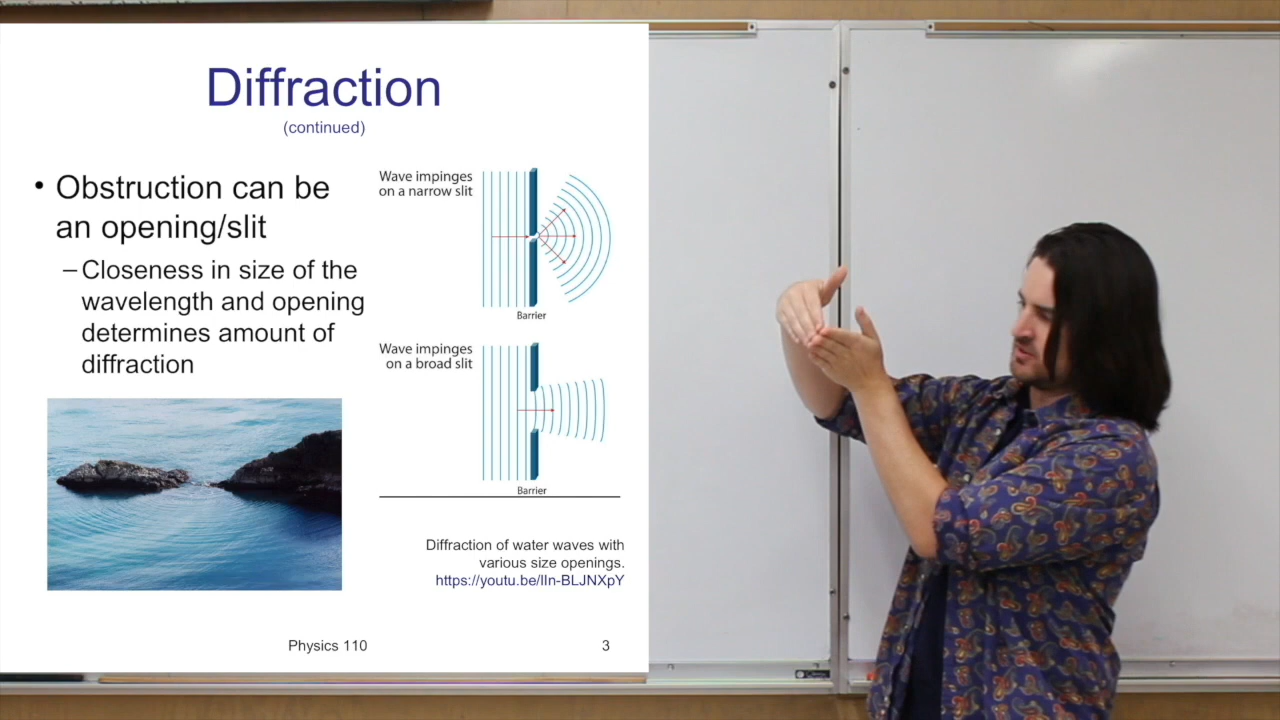 Diffraction
(continued)
• Obstruction can be
an opening/slit
– Closeness in size of the
wavelength and opening
determines amount of
diffraction
Wave impinges
on a narrow slit
Barrier
Wave impinges
on a broad slit
Barrier
Diffraction of water waves with
various size openings.
https://youtu.be/lIn-BLJNXpY
Physics 110
3